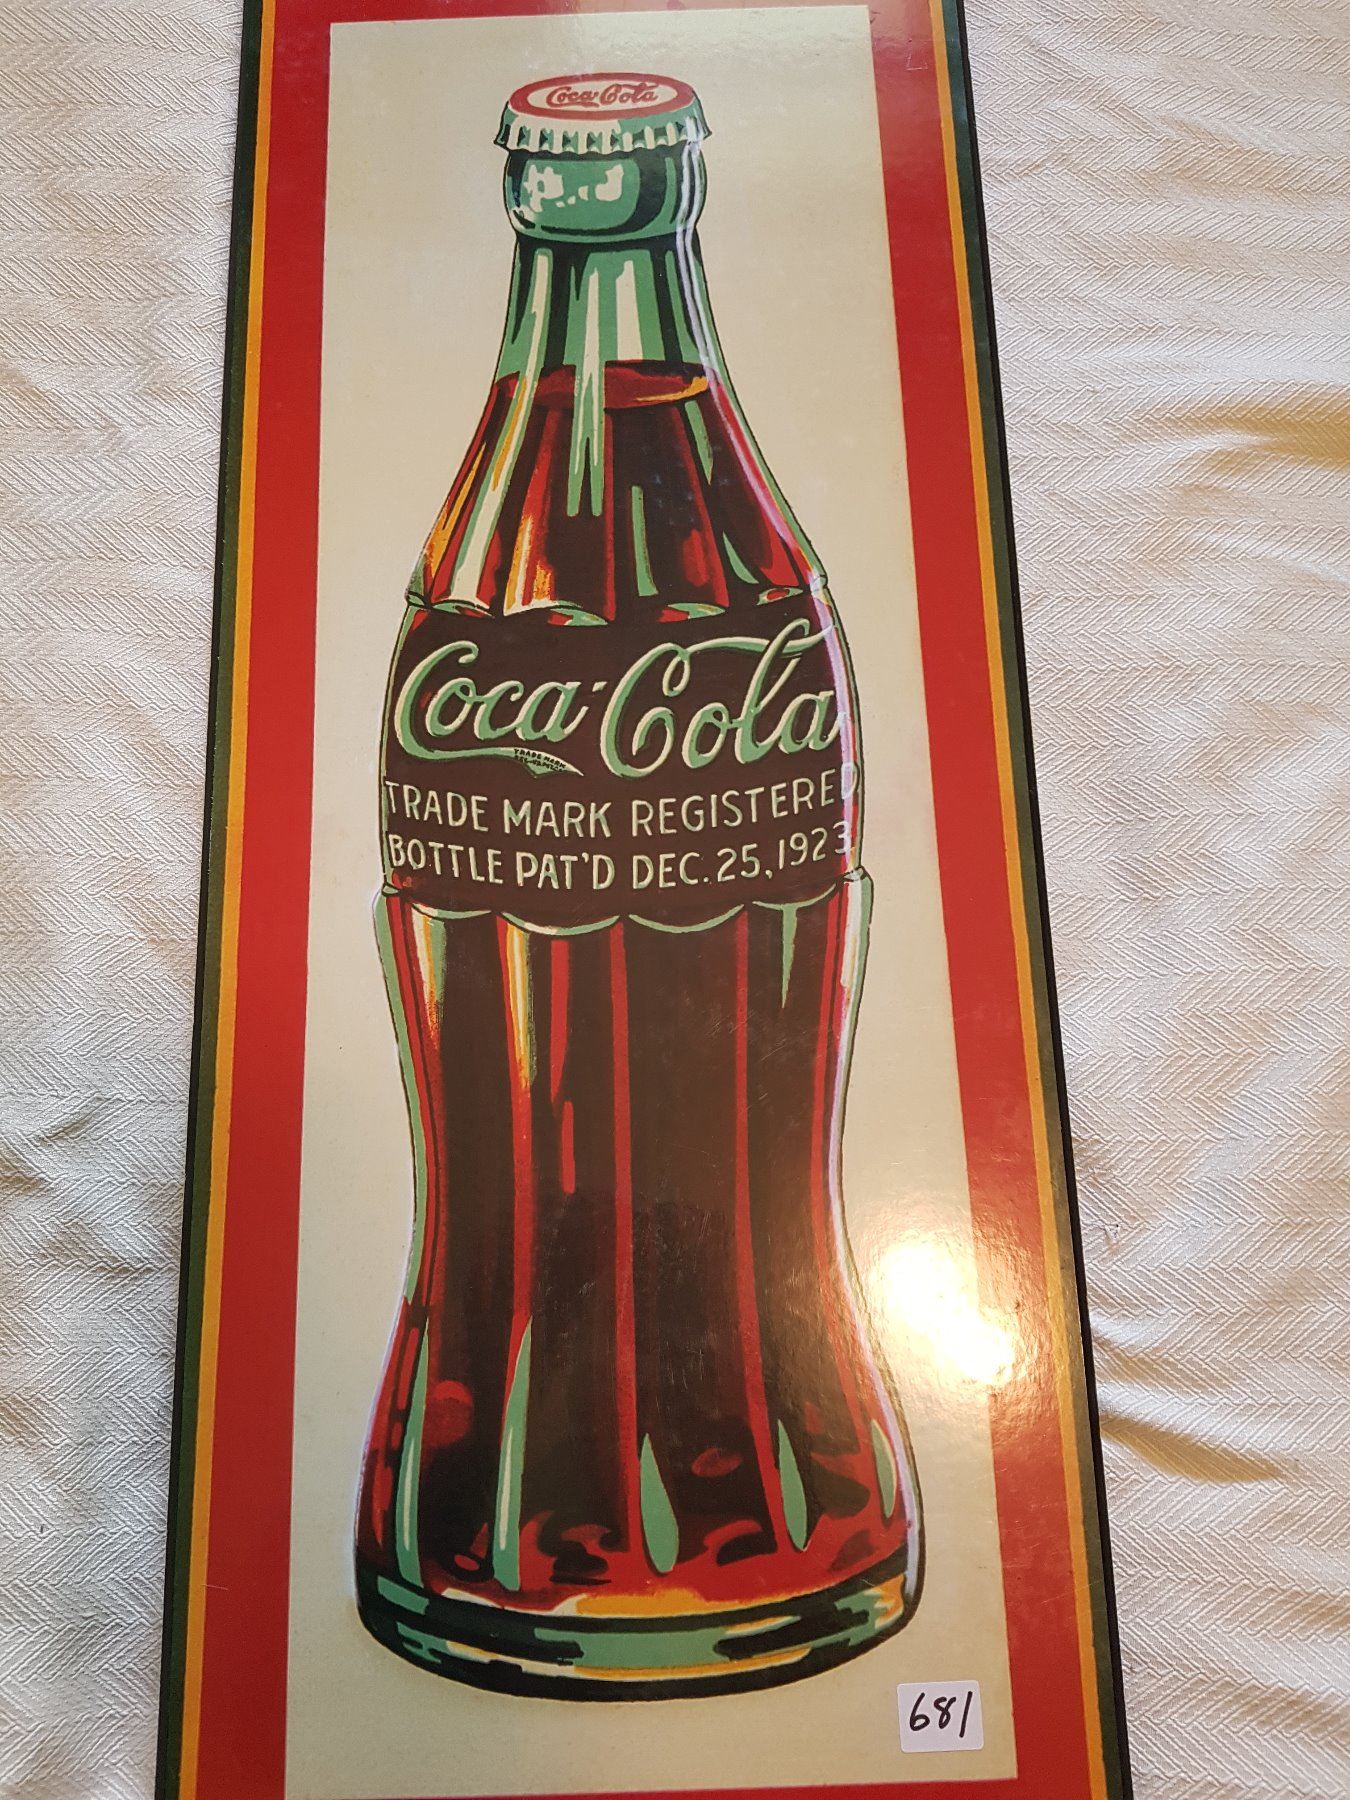 Coca-Cola
Coca-Cola
TRADE MARK REGISTERED
BOTTLE PAT'D DEC. 25, 1923
681